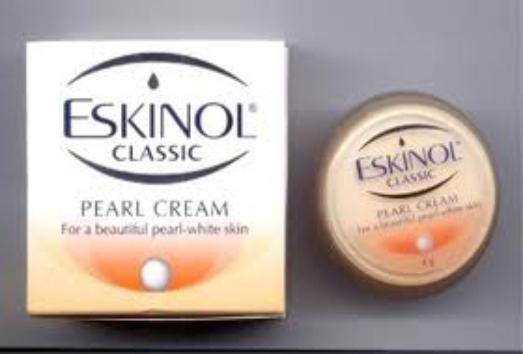 ESKINOL®
CLASSIC
PEARL CREAM
For a beautiful pearl-white skin
ESKINOL
CLASSIC
PEARL CREAM
For a beautiful pearl-white skin